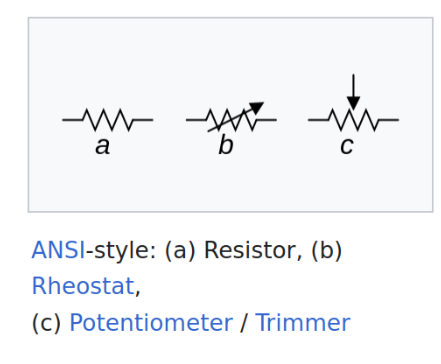 a b c
ANSI-style: (a) Resistor, (b)
Rheostat,
(c) Potentiometer / Trimmer